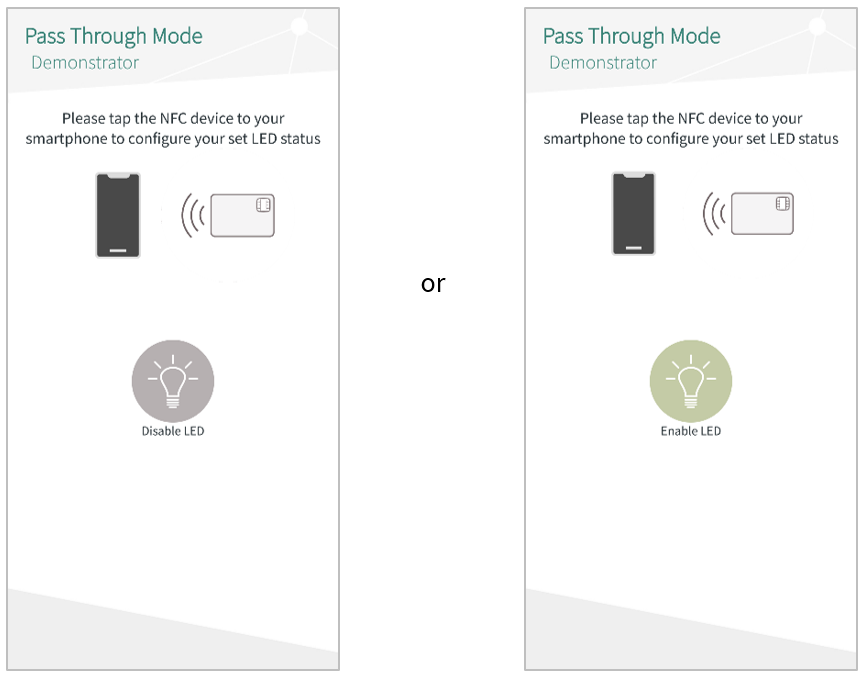 Pass Through Mode
Demonstrator
Please tap the NFC device to your
smartphone to configure your set LED status
Disable LED
or
Pass Through Mode
Demonstrator
Please tap the NFC device to your
smartphone to configure your set LED status
Enable LED